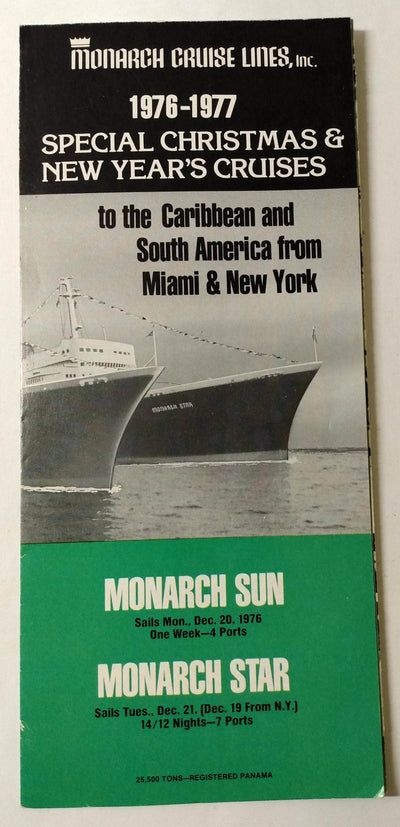 MONARCH CRUISE LINES, INC.
1976-1977
SPECIAL CHRISTMAS &
NEW YEAR'S CRUISES
to the Caribbean and
South America from
Miami & New York
MONARCH STAR
MONARCH SUN
Sails Mon., Dec. 20, 1976
One Week—4 Ports
MONARCH STAR
Sails Tues., Dec. 21, (Dec. 19 From N.Y.)
14/12 Nights—7 Ports
25,500 TONS—REGISTERED PANAMA